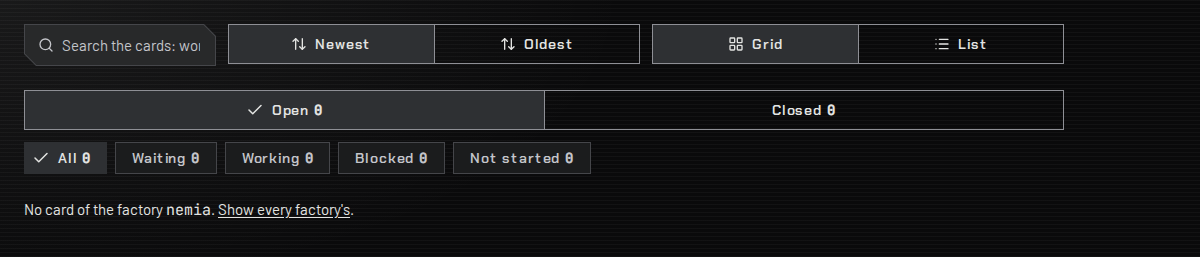 Search the cards: wor
Newest
Oldest
Grid
List
Open 0
Closed 0
All 0
Waiting 0
Working 0
Blocked 0
Not started 0
No card of the factory nemia. Show every factory's.